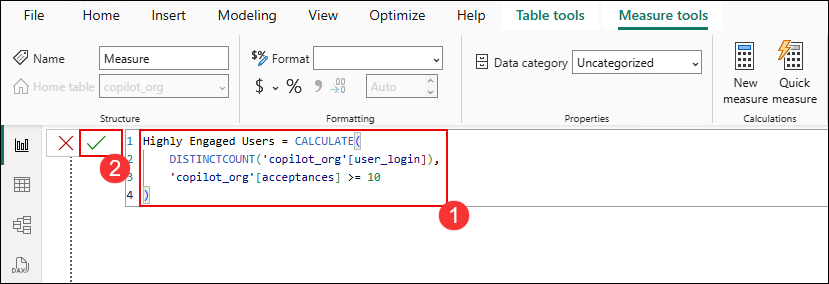 File Home Insert Modeling View Optimize Help Table tools Measure tools
Name Measure
Home table copilot_org
Structure
$% Format
$ % 9 .00 Auto
Formatting
Data category Uncategorized
Properties
New measure
Quick measure
Calculations
1 Highly Engaged Users = CALCULATE(
2 DISTINCTCOUNT('copilot_org'[user_login]),
3 'copilot_org'[acceptances] >= 10
4 )
2
1
DAX